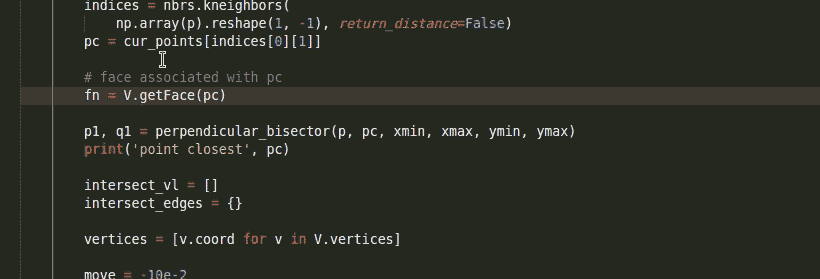 indices = nbrs.kneighbors(
np.array(p).reshape(1, -1), return_distance=False)
pc = cur_points[indices[0][1]]
# face associated with pc
fn = V.getFace(pc)
p1, q1 = perpendicular_bisector(p, pc, xmin, xmax, ymin, ymax)
print('point closest', pc)
intersect_vl = []
intersect_edges = {}
vertices = [v.coord for v in V.vertices]
move = -10e-2